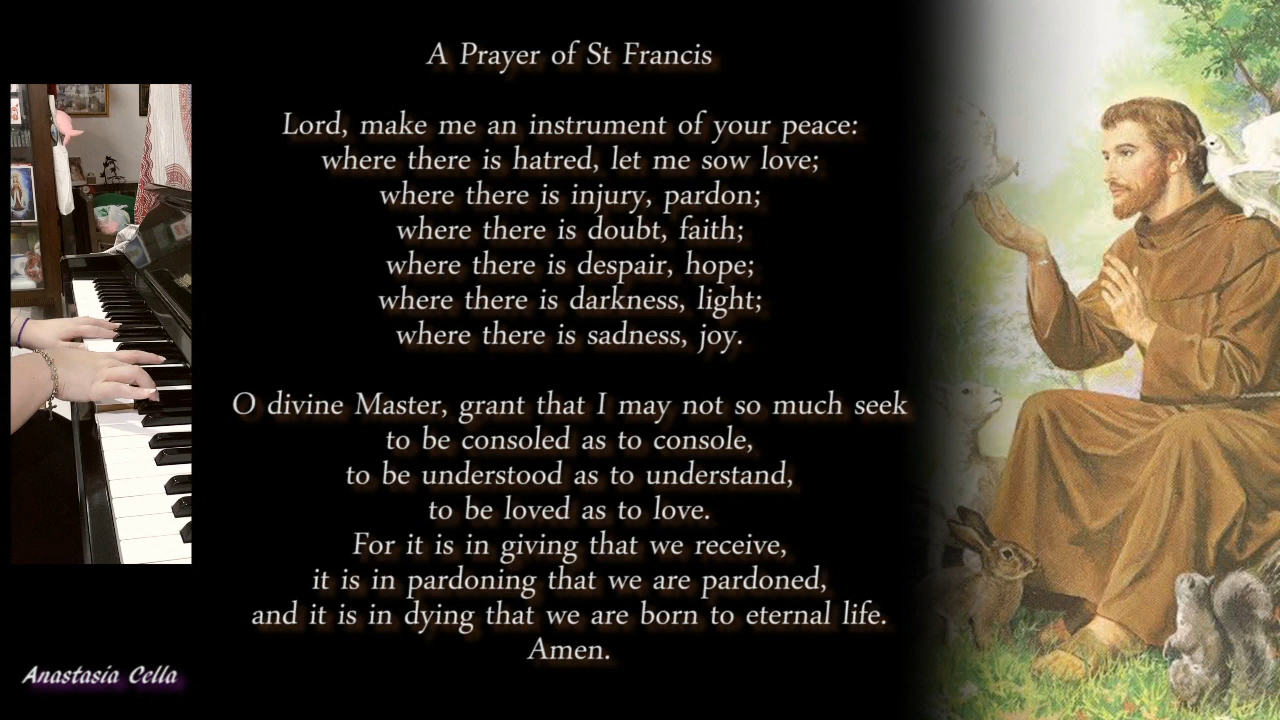 A Prayer of St Francis
Lord, make me an instrument of your peace:
where there is hatred, let me sow love;
where there is injury, pardon;
where there is doubt, faith;
where there is despair, hope;
where there is darkness, light;
where there is sadness, joy.
O divine Master, grant that I may not so much seek
to be consoled as to console,
to be understood as to understand,
to be loved as to love.
For it is in giving that we receive,
it is in pardoning that we are pardoned,
and it is in dying that we are born to eternal life.
Amen.
Anastasia Cella